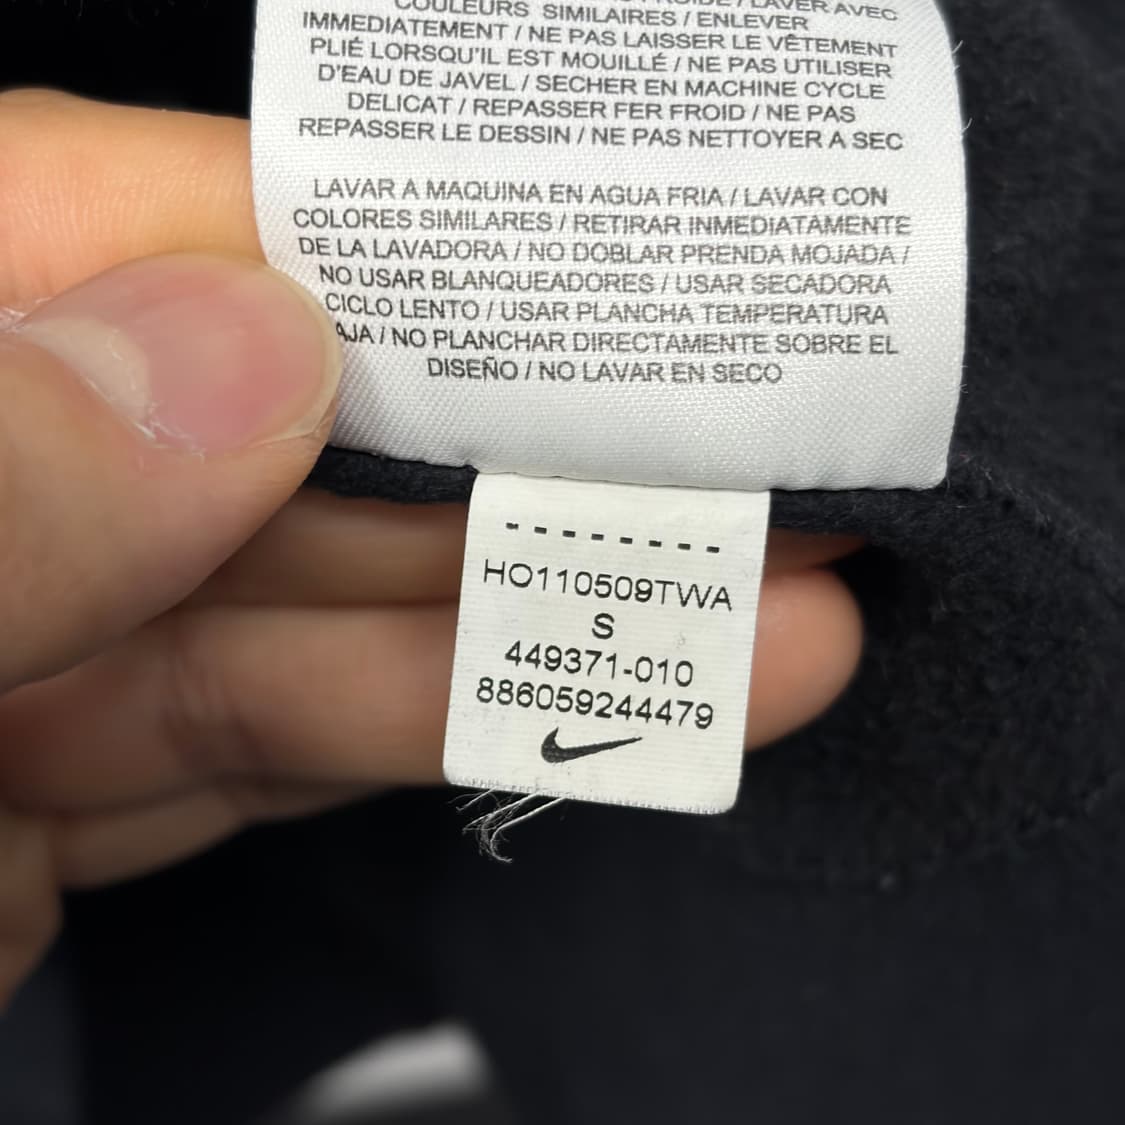 COULEURS SIMILAIRES / ENLEVER
IMMEDIATEMENT / NE PAS LAISSER LE VÊTEMENT
PLIÉ LORSQU'IL EST MOUILLÉ / NE PAS UTILISER
D'EAU DE JAVEL / SECHER EN MACHINE CYCLE
DELICAT / REPASSER FER FROID / NE PAS
REPASSER LE DESSIN / NE PAS NETTOYER A SEC
LAVAR A MAQUINA EN AGUA FRIA / LAVAR CON
COLORES SIMILARES / RETIRAR INMEDIATAMENTE
DE LA LAVADORA / NO DOBLAR PRENDA MOJADA /
NO USAR BLANQUEADORES / USAR SECADORA
CICLO LENTO / USAR PLANCHA TEMPERATURA
AJA / NO PLANCHAR DIRECTAMENTE SOBRE EL
DISEÑO / NO LAVAR EN SECO
--------
HO110509TWA
S
449371-010
886059244479